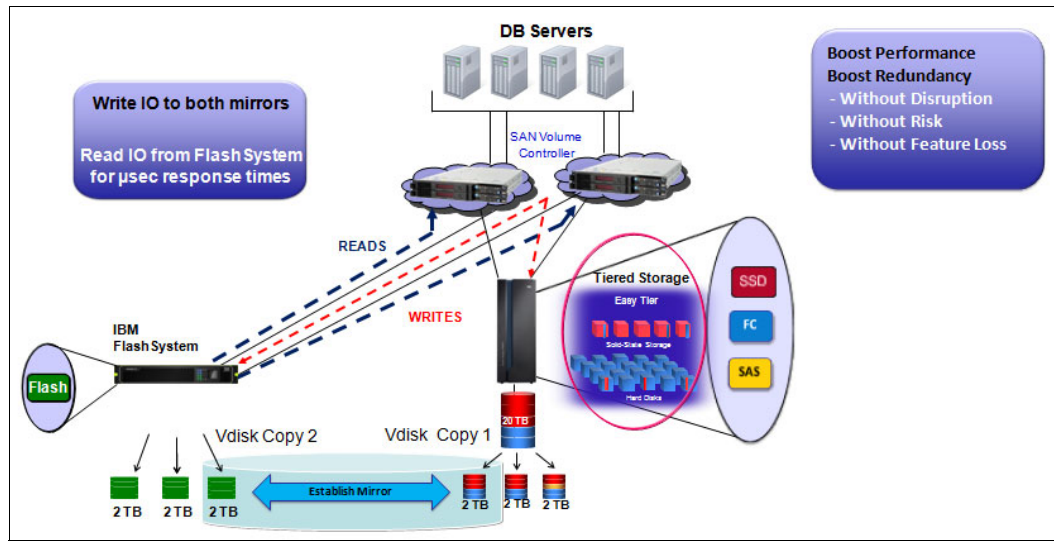 DB Servers
Write IO to both mirrors
Read IO from Flash System
for µsec response times
Boost Performance
Boost Redundancy
- Without Disruption
- Without Risk
- Without Feature Loss
SAN Volume
Controller
READS
WRITES
IBM
FlashSystem
Flash
Tiered Storage
Easy Tier
Solid-State Storage
Hard Disks
SSD
FC
SAS
20 TB
Vdisk Copy 2
Vdisk Copy 1
Establish Mirror
2 TB
2 TB
2 TB
2 TB
2 TB
2 TB